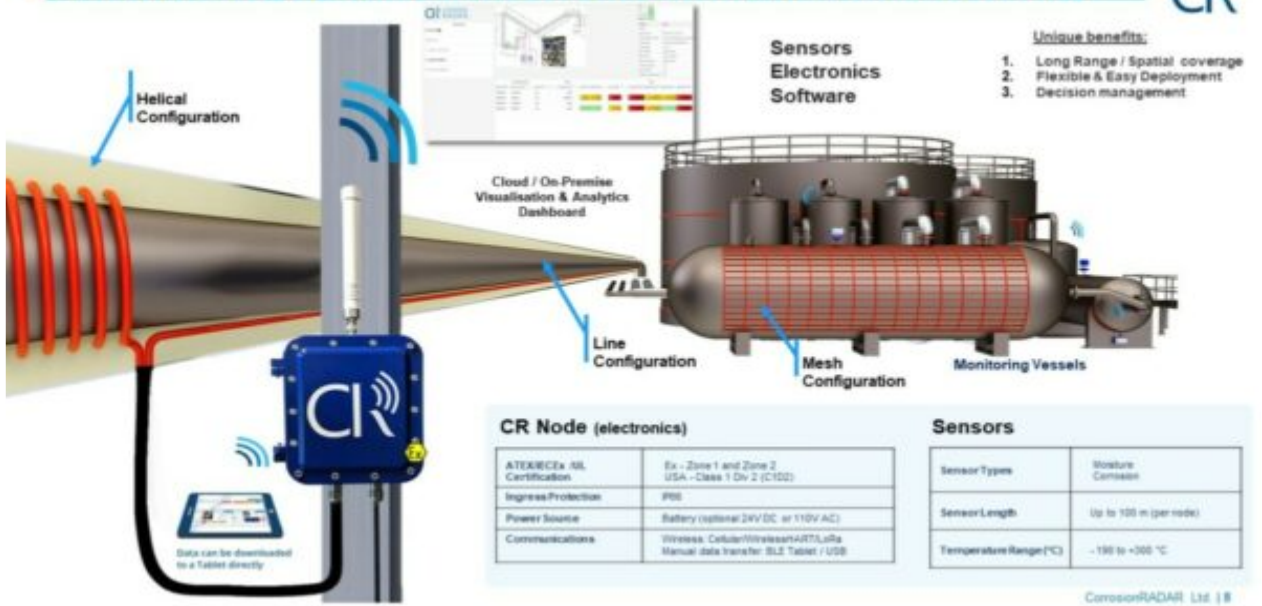 CR
Sensors
Electronics
Software
Unique benefits:
1. Long Range / Spatial coverage
2. Flexible & Easy Deployment
3. Decision management
Helical
Configuration
Cloud / On-Premise
Visualisation & Analytics
Dashboard
Line
Configuration
Mesh
Configuration
Monitoring Vessels
CR
Ex
Data can be downloaded
to a Tablet directly
CR Node (electronics)
ATEX/IECEx /UL
Certification
Ex - Zone 1 and Zone 2
USA - Class 1 Div 2 (C1D2)
Ingress Protection
IP66
Power Source
Battery (optional 24V DC or 110V AC)
Communications
Wireless: Cellular/WirelessHART/LoRa
Manual data transfer: BLE Tablet / USB
Sensors
Sensor Types
Moisture
Corrosion
Sensor Length
Up to 100 m (per node)
Temperature Range (°C)
- 190 to +300 °C
CorrosionRADAR Ltd. | 8